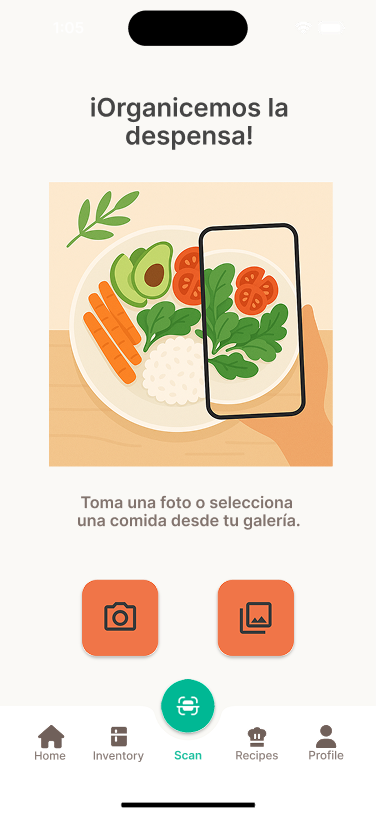 1:05
¡Organicemos la
despensa!
Toma una foto o selecciona
una comida desde tu galería.
Home
Inventory
Scan
Recipes
Profile